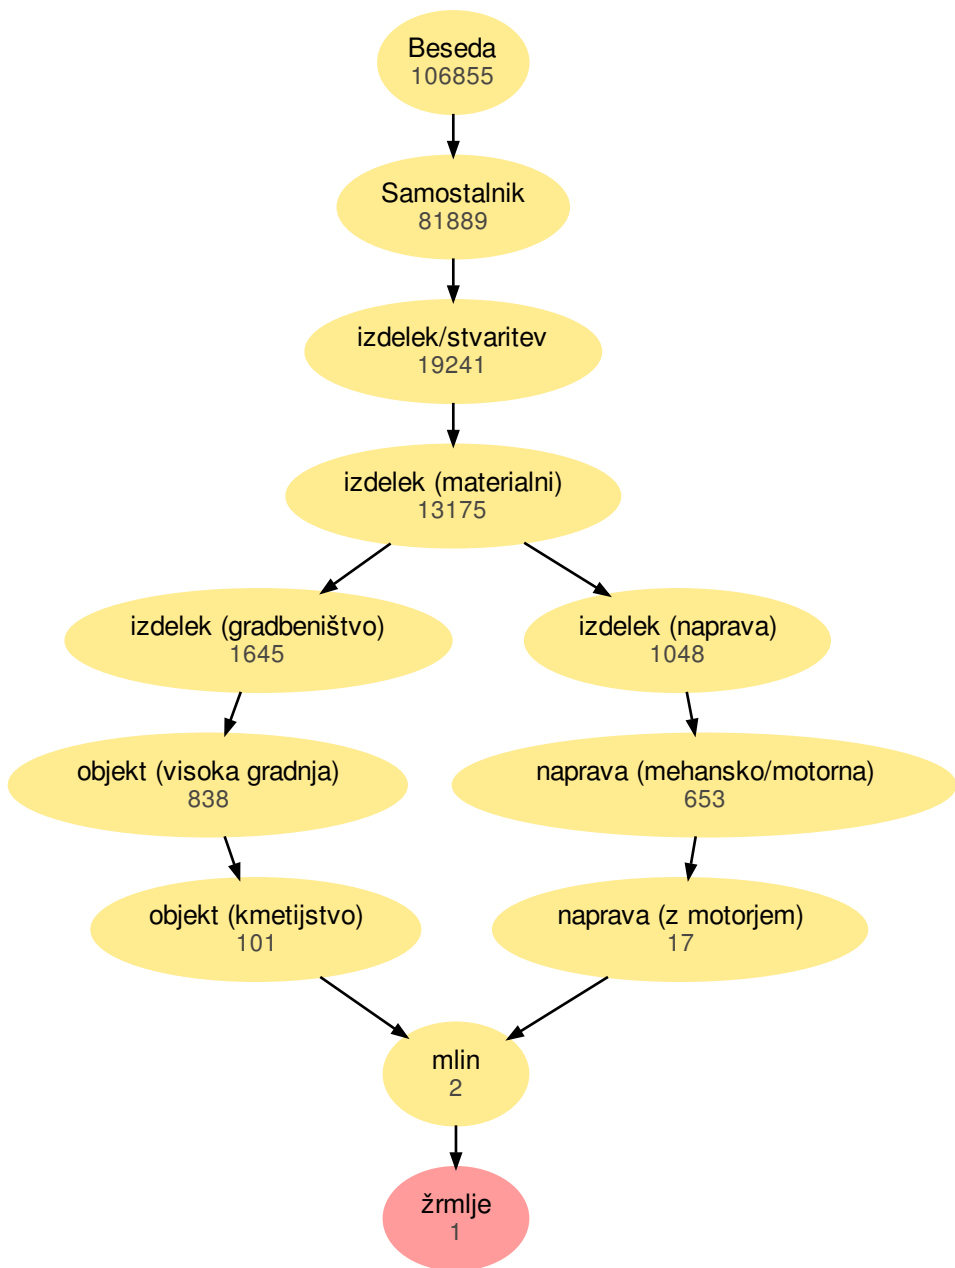 Beseda
106855
Samostalnik
81889
izdelek/stvaritev
19241
izdelek (materialni)
13175
izdelek (gradbeništvo)
1645
izdelek (naprava)
1048
objekt (visoka gradnja)
838
naprava (mehansko/motorna)
653
objekt (kmetijstvo)
101
naprava (z motorjem)
17
mlin
2
žrmlje
1